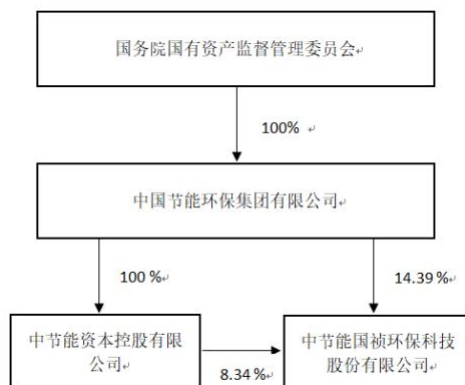 国务院国有资产监督管理委员会
100%
中国节能环保集团有限公司
100 %
14.39 %
中节能资本控股有限
公司
8.34 %
中节能国祯环保科技
股份有限公司